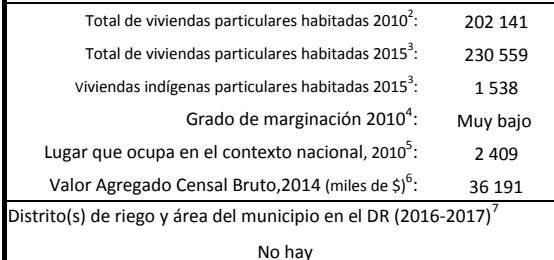 Total de viviendas particulares habitadas 2010²: 202 141
Total de viviendas particulares habitadas 2015³: 230 559
Viviendas indígenas particulares habitadas 2015³: 1 538
Grado de marginación 2010⁴: Muy bajo
Lugar que ocupa en el contexto nacional, 2010⁵: 2 409
Valor Agregado Censal Bruto,2014 (miles de $)⁶: 36 191
Distrito(s) de riego y área del municipio en el DR (2016-2017)⁷
No hay